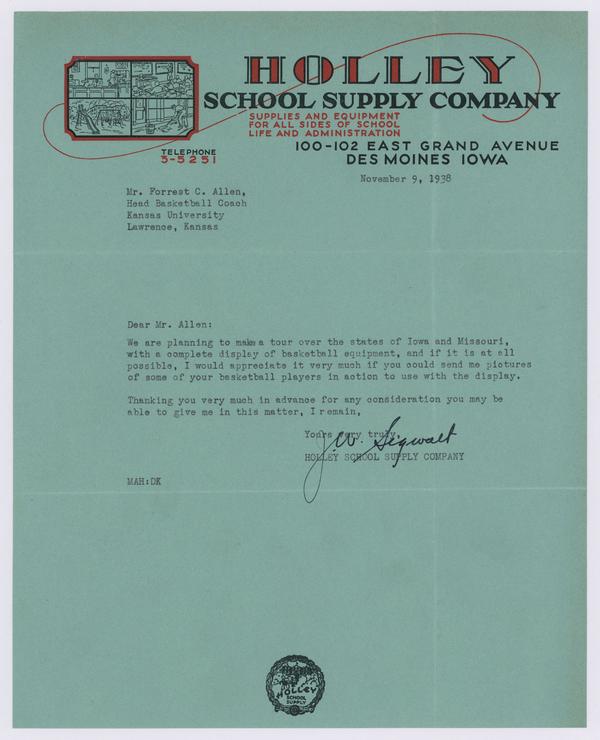 HOLLEY
SCHOOL SUPPLY COMPANY
SUPPLIES AND EQUIPMENT
FOR ALL SIDES OF SCHOOL
LIFE AND ADMINISTRATION
TELEPHONE
3-5251
100-102 EAST GRAND AVENUE
DES MOINES IOWA
November 9, 1938
Mr. Forrest C. Allen,
Head Basketball Coach
Kansas University
Lawrence, Kansas
Dear Mr. Allen:
We are planning to make a tour over the states of Iowa and Missouri,
with a complete display of basketball equipment, and if it is at all
possible, I would appreciate it very much if you could send me pictures
of some of your basketball players in action to use with the display.
Thanking you very much in advance for any consideration you may be
able to give me in this matter, I remain,
Yours very truly,
J.W. Sigwalt
HOLLEY SCHOOL SUPPLY COMPANY
MAH:DK
HOLLEY
SCHOOL
SUPPLY